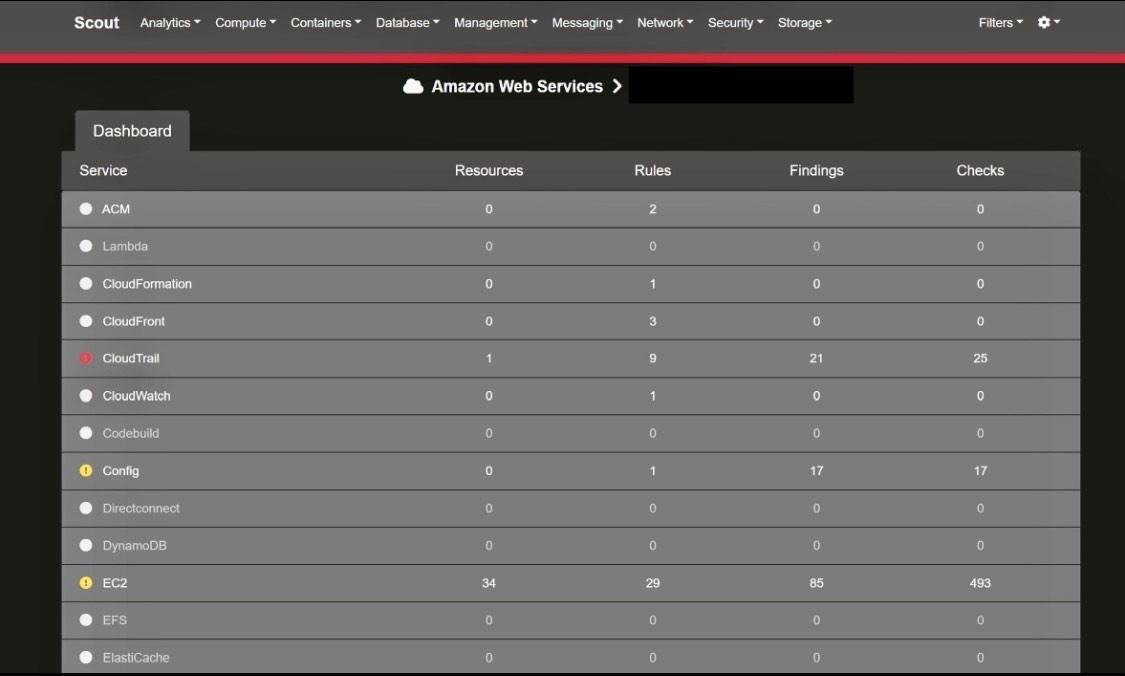 Scout Analytics Compute Containers Database Management Messaging Network Security Storage Filters
Amazon Web Services
Dashboard
Service Resources Rules Findings Checks
ACM 0 2 0 0
Lambda 0 0 0 0
CloudFormation 0 1 0 0
CloudFront 0 3 0 0
CloudTrail 1 9 21 25
CloudWatch 0 1 0 0
Codebuild 0 0 0 0
Config 0 1 17 17
Directconnect 0 0 0 0
DynamoDB 0 0 0 0
EC2 34 29 85 493
EFS 0 0 0 0
ElastiCache 0 0 0 0